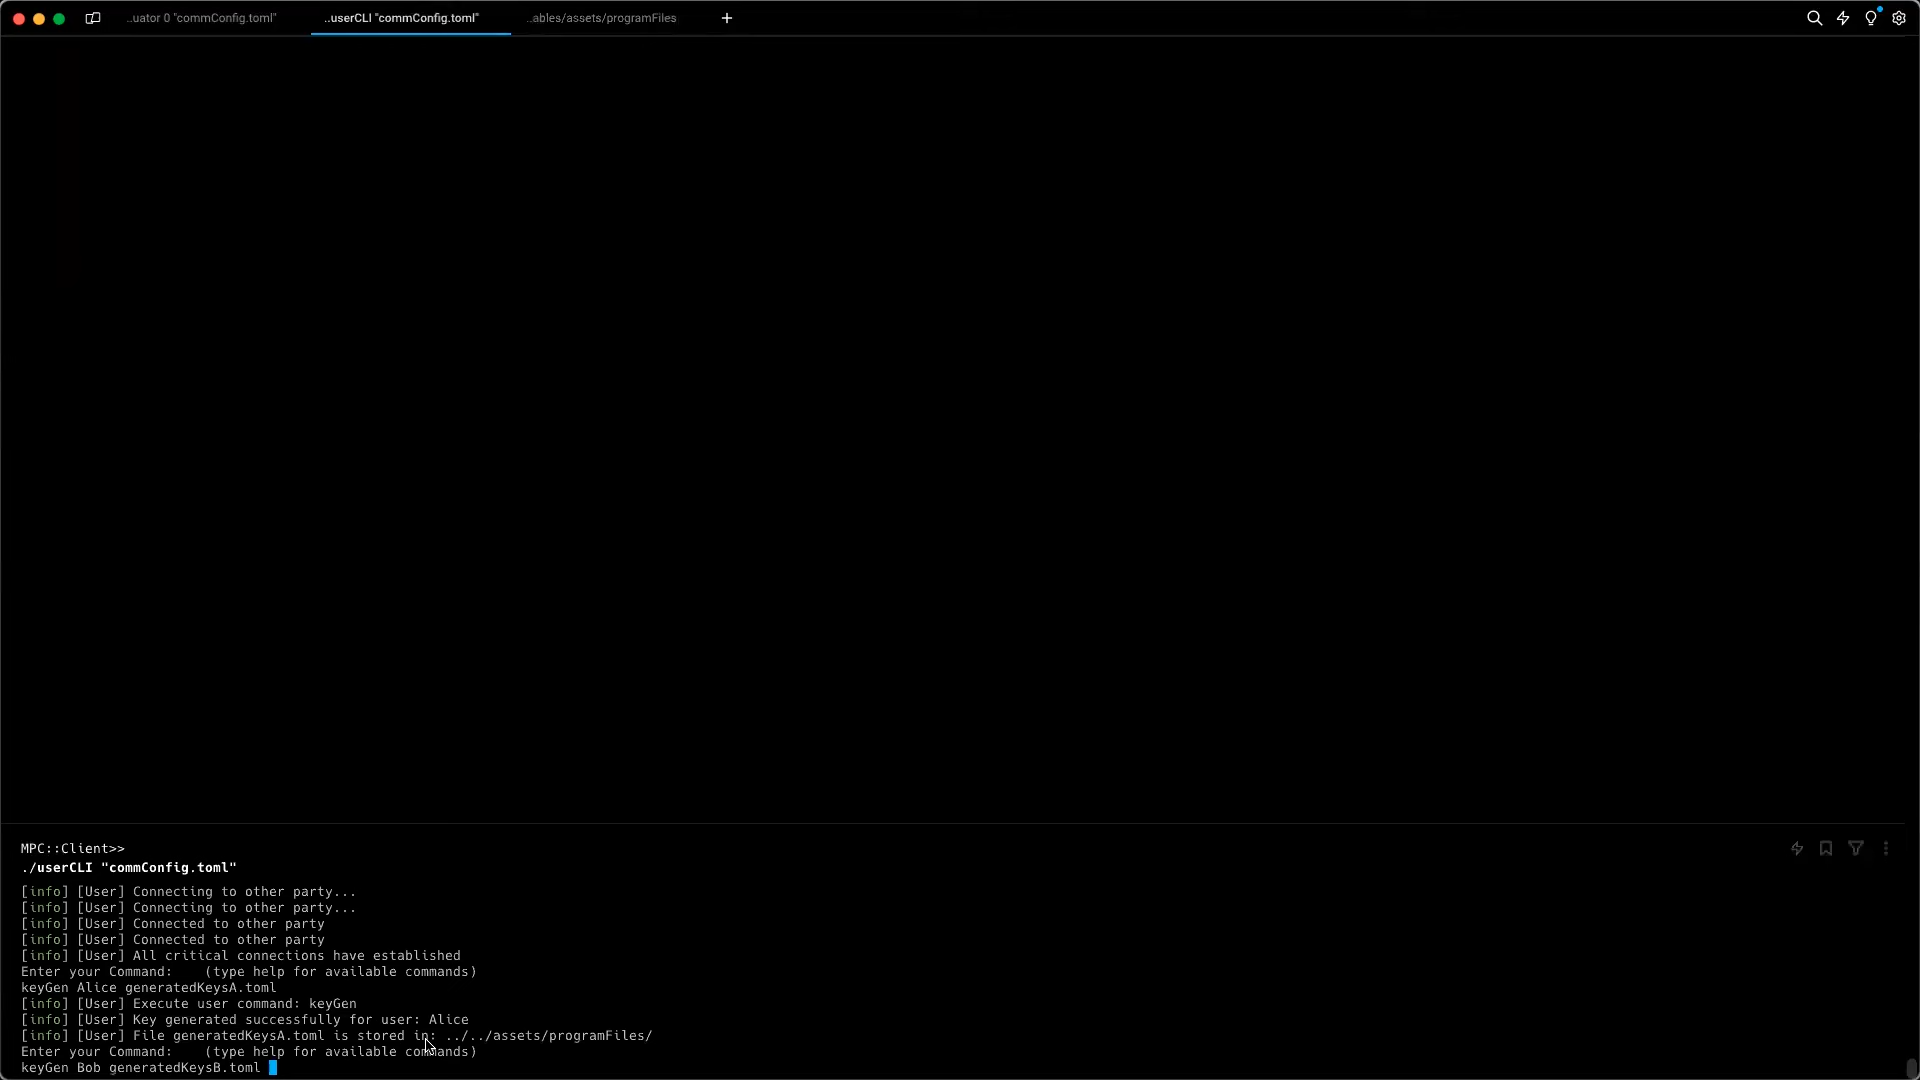 ..uator 0 "commConfig.toml"
..userCLI "commConfig.toml"
..ables/assets/programFiles
MPC::Client>>
./userCLI "commConfig.toml"
[info] [User] Connecting to other party...
[info] [User] Connecting to other party...
[info] [User] Connected to other party
[info] [User] Connected to other party
[info] [User] All critical connections have established
Enter your Command:    (type help for available commands)
keyGen Alice generatedKeysA.toml
[info] [User] Execute user command: keyGen
[info] [User] Key generated successfully for user: Alice
[info] [User] File generatedKeysA.toml is stored in: ../../assets/programFiles/
Enter your Command:    (type help for available commands)
keyGen Bob generatedKeysB.toml